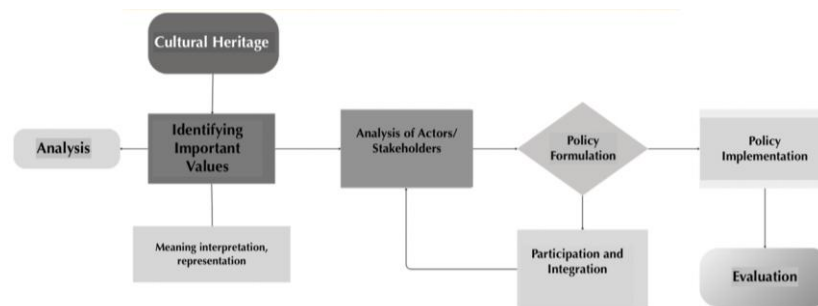 Cultural Heritage
Analysis
Identifying
Important
Values
Analysis of Actors/
Stakeholders
Policy
Formulation
Policy
Implementation
Meaning interpretation,
representation
Participation and
Integration
Evaluation